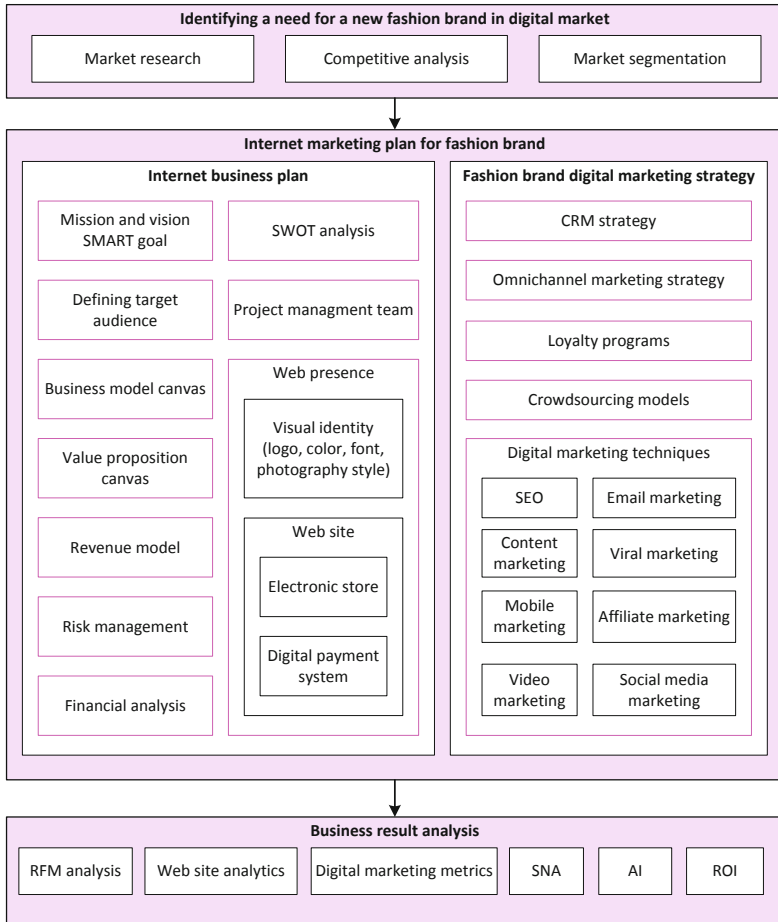 Identifying a need for a new fashion brand in digital market
Market research
Competitive analysis
Market segmentation
Internet marketing plan for fashion brand
Internet business plan
Mission and vision
SMART goal
SWOT analysis
Defining target
audience
Project managment team
Business model canvas
Value proposition
canvas
Revenue model
Risk management
Financial analysis
Web presence
Visual identity
(logo, color, font,
photography style)
Web site
Electronic store
Digital payment
system
Fashion brand digital marketing strategy
CRM strategy
Omnichannel marketing strategy
Loyalty programs
Crowdsourcing models
Digital marketing techniques
SEO
Email marketing
Content
marketing
Viral marketing
Mobile
marketing
Affiliate marketing
Video
marketing
Social media
marketing
Business result analysis
RFM analysis
Web site analytics
Digital marketing metrics
SNA
AI
ROI